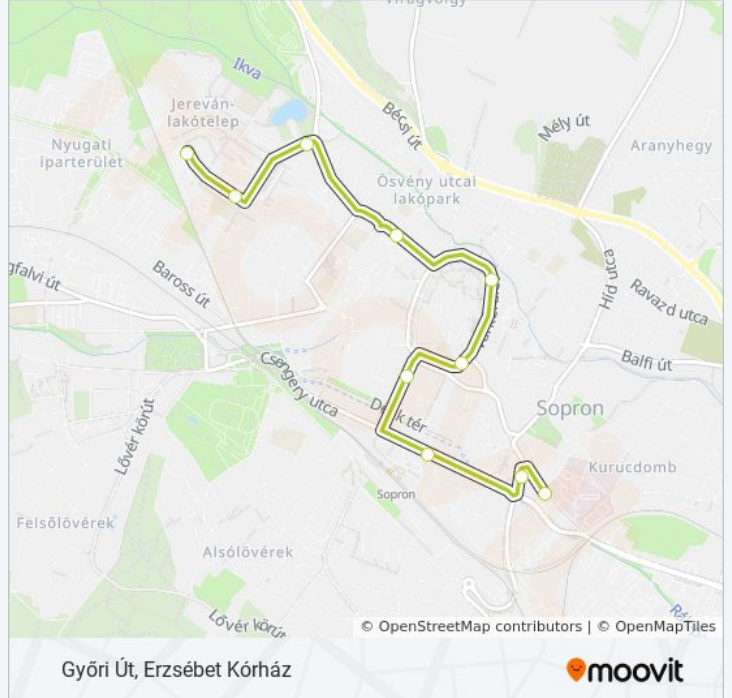 Virágvölgy
Ikva
Jereván-
lakótelep
Bécsi út
Mély út
Nyugati
iparterület
Aranyhegy
Ösvény utcai
lakópark
gfalvi út
Baross út
Híd utca
Ravazd utca
Csengery utca
Balfi út
Deák tér
Sopron
Lővér körút
Kurucdomb
Sopron
Felsőlövérek
Alsólövérek
Lővér körút
© OpenStreetMap contributors | © OpenMapTiles
Győri Út, Erzsébet Kórház
moovit